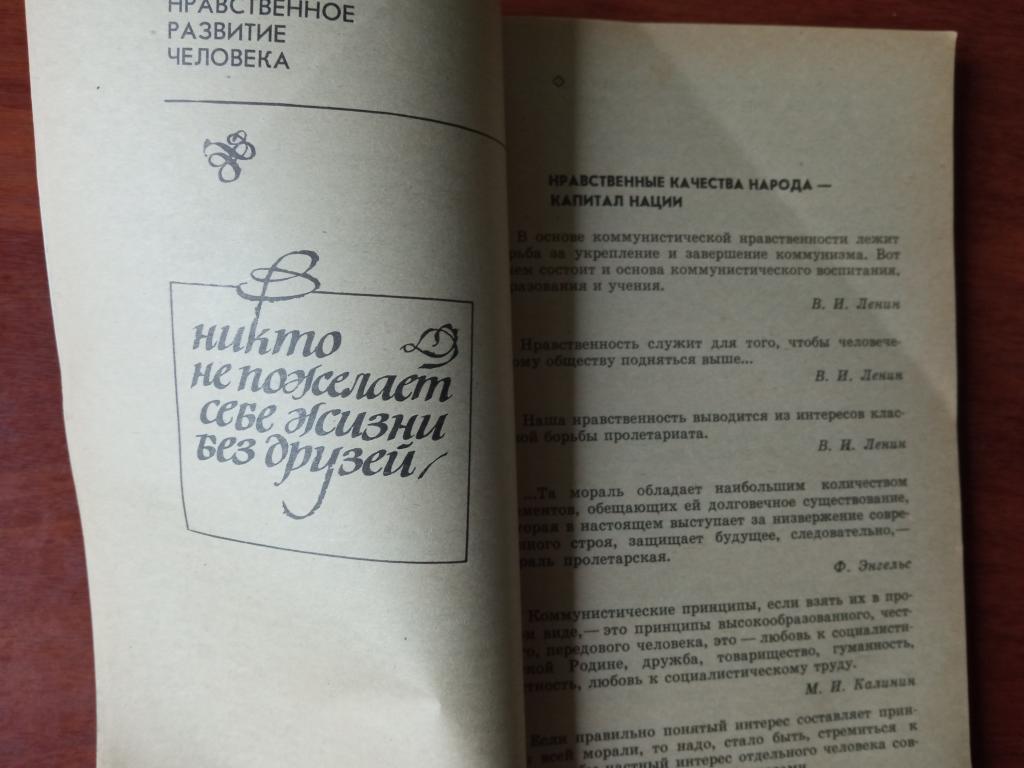 НРАВСТВЕННОЕ
РАЗВИТИЕ
ЧЕЛОВЕКА
никто
не пожелает
себе жизни
без друзей
НРАВСТВЕННЫЕ КАЧЕСТВА НАРОДА —
КАПИТАЛ НАЦИИ
В основе коммунистической нравственности лежит
за укрепление и завершение коммунизма. Вот
состоит и основа коммунистического воспитания,
и учения.
В. И. Ленин
Нравственность служит для того, чтобы человече-
обществу подняться выше...
В. И. Ленин
Наша нравственность выводится из интересов клас-
борьбы пролетариата.
В. И. Ленин
...Та мораль обладает наибольшим количеством
обещающих ей долговечное существование,
в настоящем выступает за низвержение совре-
строя, защищает будущее, следовательно,—
пролетарская.
Ф. Энгельс
Коммунистические принципы, если взять их в про-
виде,— это принципы высокообразованного, чест-
передового человека, это — любовь к социалисти-
Родине, дружба, товарищество, гуманность,
любовь к социалистическому труду.
М. И. Калинин
Если правильно понятый интерес составляет прин-
всей морали, то надо, стало быть, стремиться к
частный интерес отдельного человека сов-